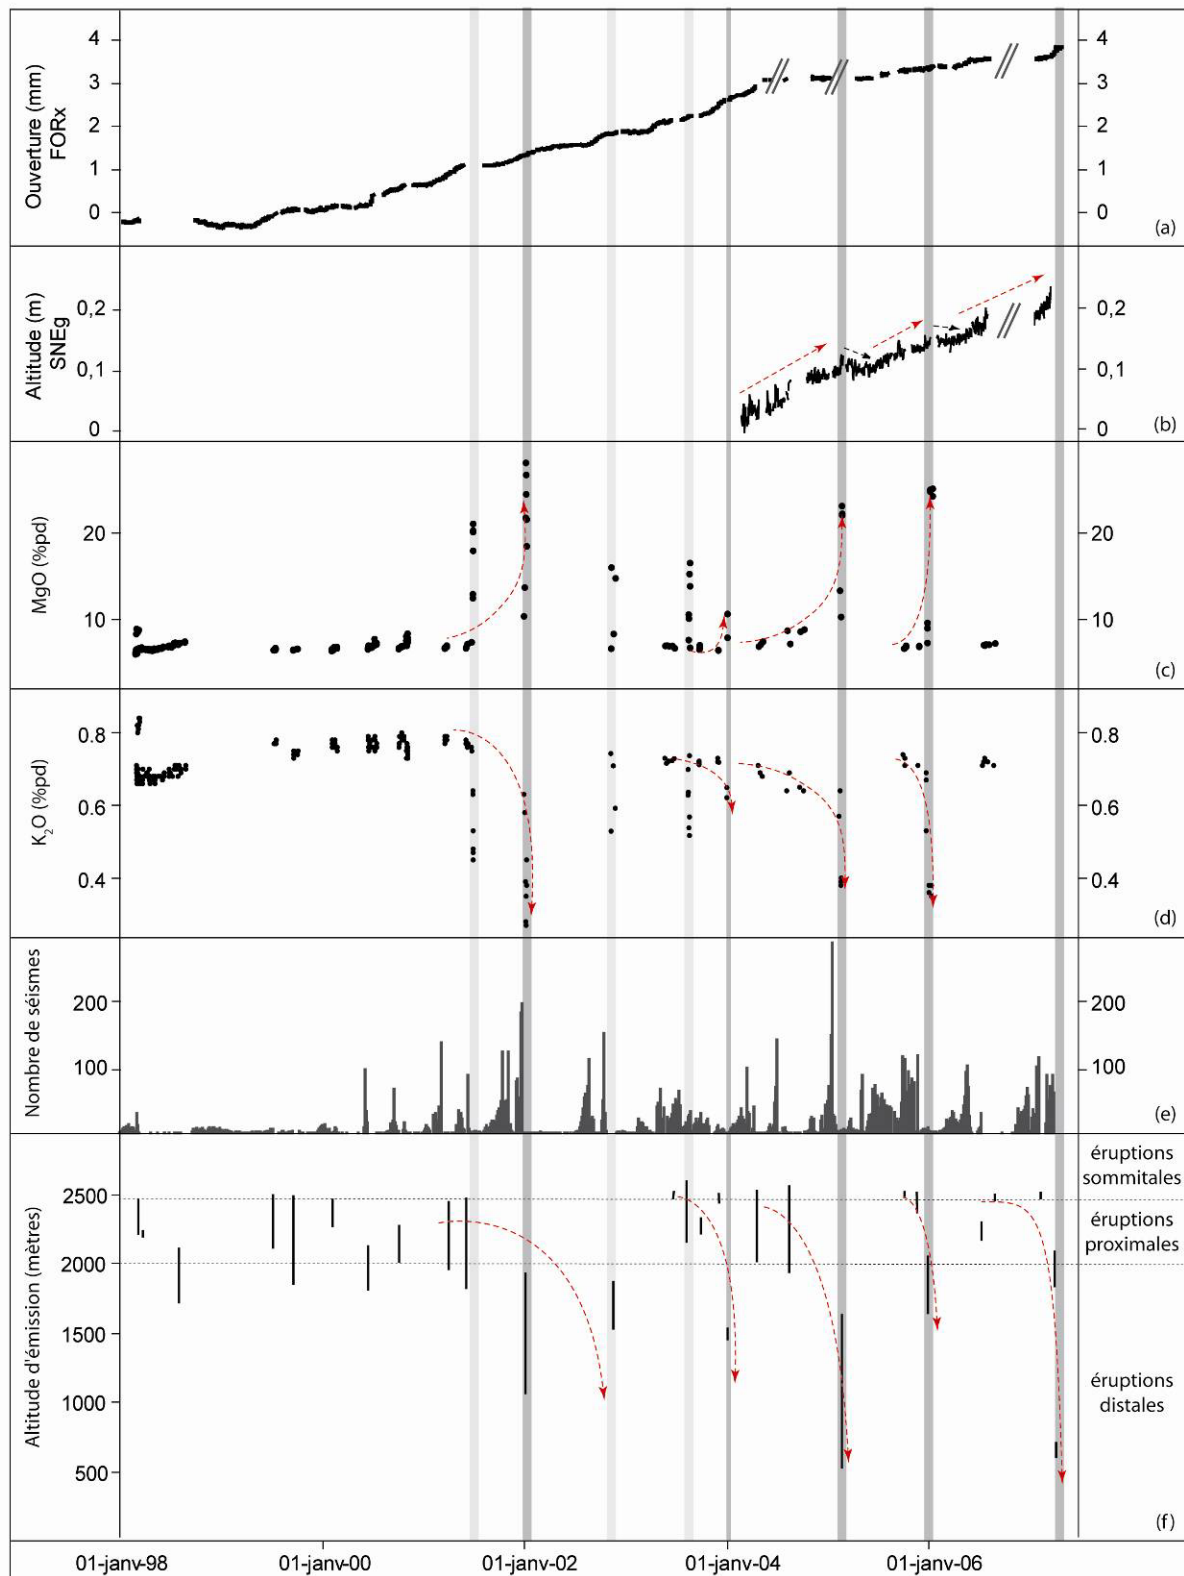 Ouverture (mm)
FORx
4
3
2
1
0
4
3
2
1
0
(a)
Altitude (m)
SNEg
0,2
0,1
0
0,2
0,1
0
(b)
MgO (%pd)
20
10
20
10
(c)
K2O (%pd)
0.8
0.6
0.4
0.8
0.6
0.4
(d)
Nombre de séismes
200
100
200
100
(e)
Altitude d'émission (mètres)
2500
2000
1500
1000
500
éruptions
sommitales
éruptions
proximales
éruptions
distales
(f)
01-janv-98
01-janv-00
01-janv-02
01-janv-04
01-janv-06